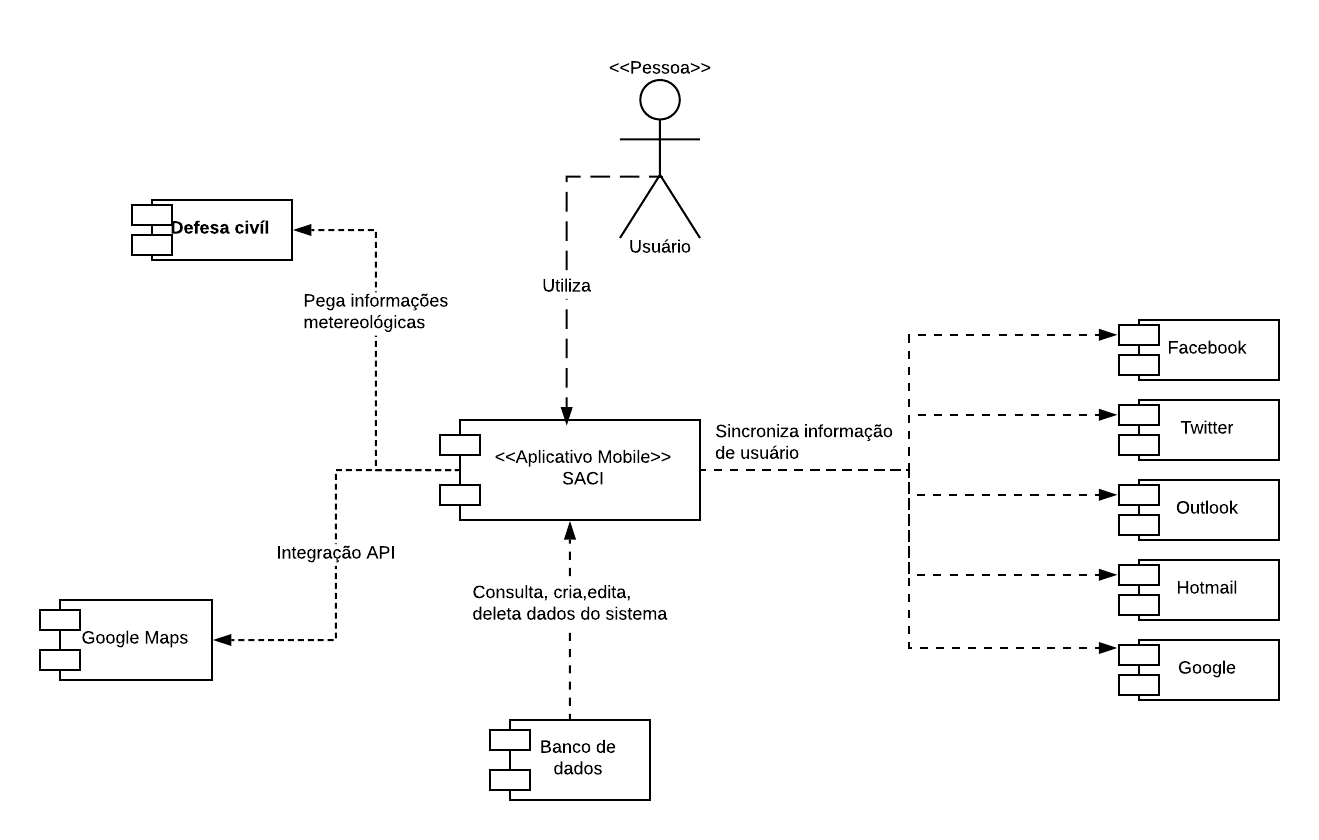 <<Pessoa>>
Usuário
Defesa civíl
Utiliza
Pega informações
metereológicas
Facebook
Twitter
Sincroniza informação
de usuário
<<Aplicativo Mobile>>
SACI
Outlook
Integração API
Hotmail
Consulta, cria,edita,
deleta dados do sistema
Google Maps
Google
Banco de
dados